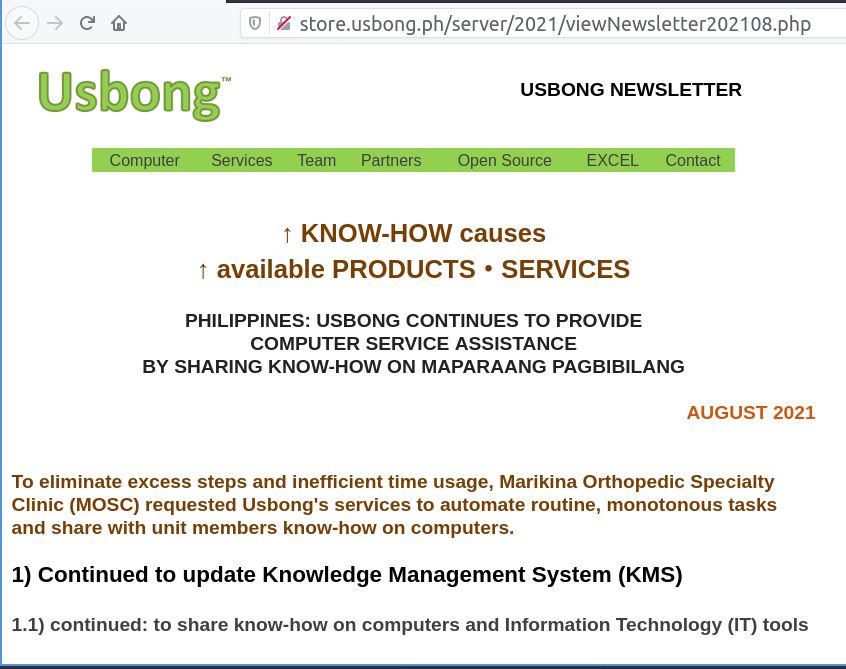 store.usbong.ph/server/2021/viewNewsletter202108.php
Usbong™
USBONG NEWSLETTER
Computer Services Team Partners Open Source EXCEL Contact
↑ KNOW-HOW causes
↑ available PRODUCTS・SERVICES
PHILIPPINES: USBONG CONTINUES TO PROVIDE
COMPUTER SERVICE ASSISTANCE
BY SHARING KNOW-HOW ON MAPARAANG PAGBIBILANG
AUGUST 2021
To eliminate excess steps and inefficient time usage, Marikina Orthopedic Specialty
Clinic (MOSC) requested Usbong's services to automate routine, monotonous tasks
and share with unit members know-how on computers.
1) Continued to update Knowledge Management System (KMS)
1.1) continued: to share know-how on computers and Information Technology (IT) tools